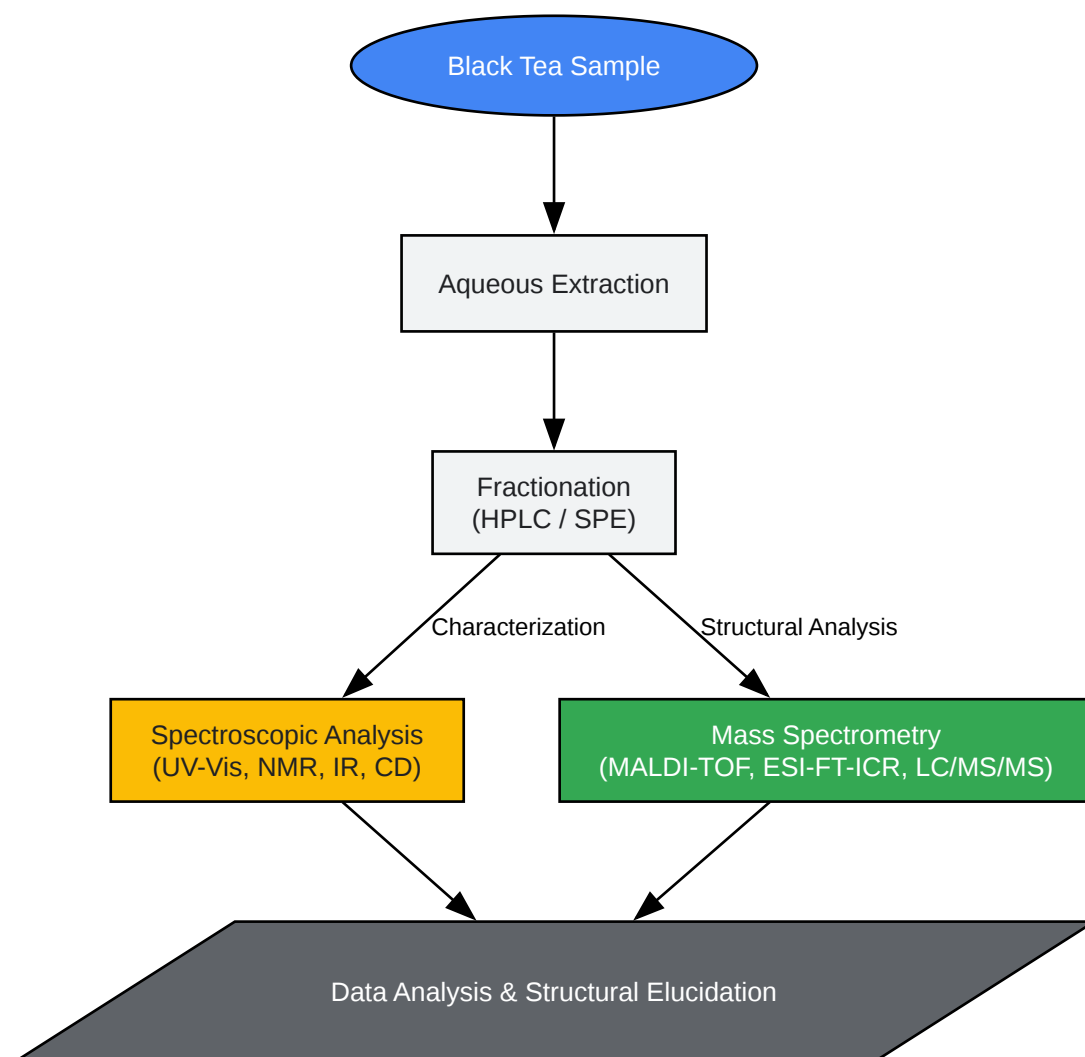 Black Tea Sample
Aqueous Extraction
Fractionation
(HPLC / SPE)
Characterization
Structural Analysis
Spectroscopic Analysis
(UV-Vis, NMR, IR, CD)
Mass Spectrometry
(MALDI-TOF, ESI-FT-ICR, LC/MS/MS)
Data Analysis & Structural Elucidation